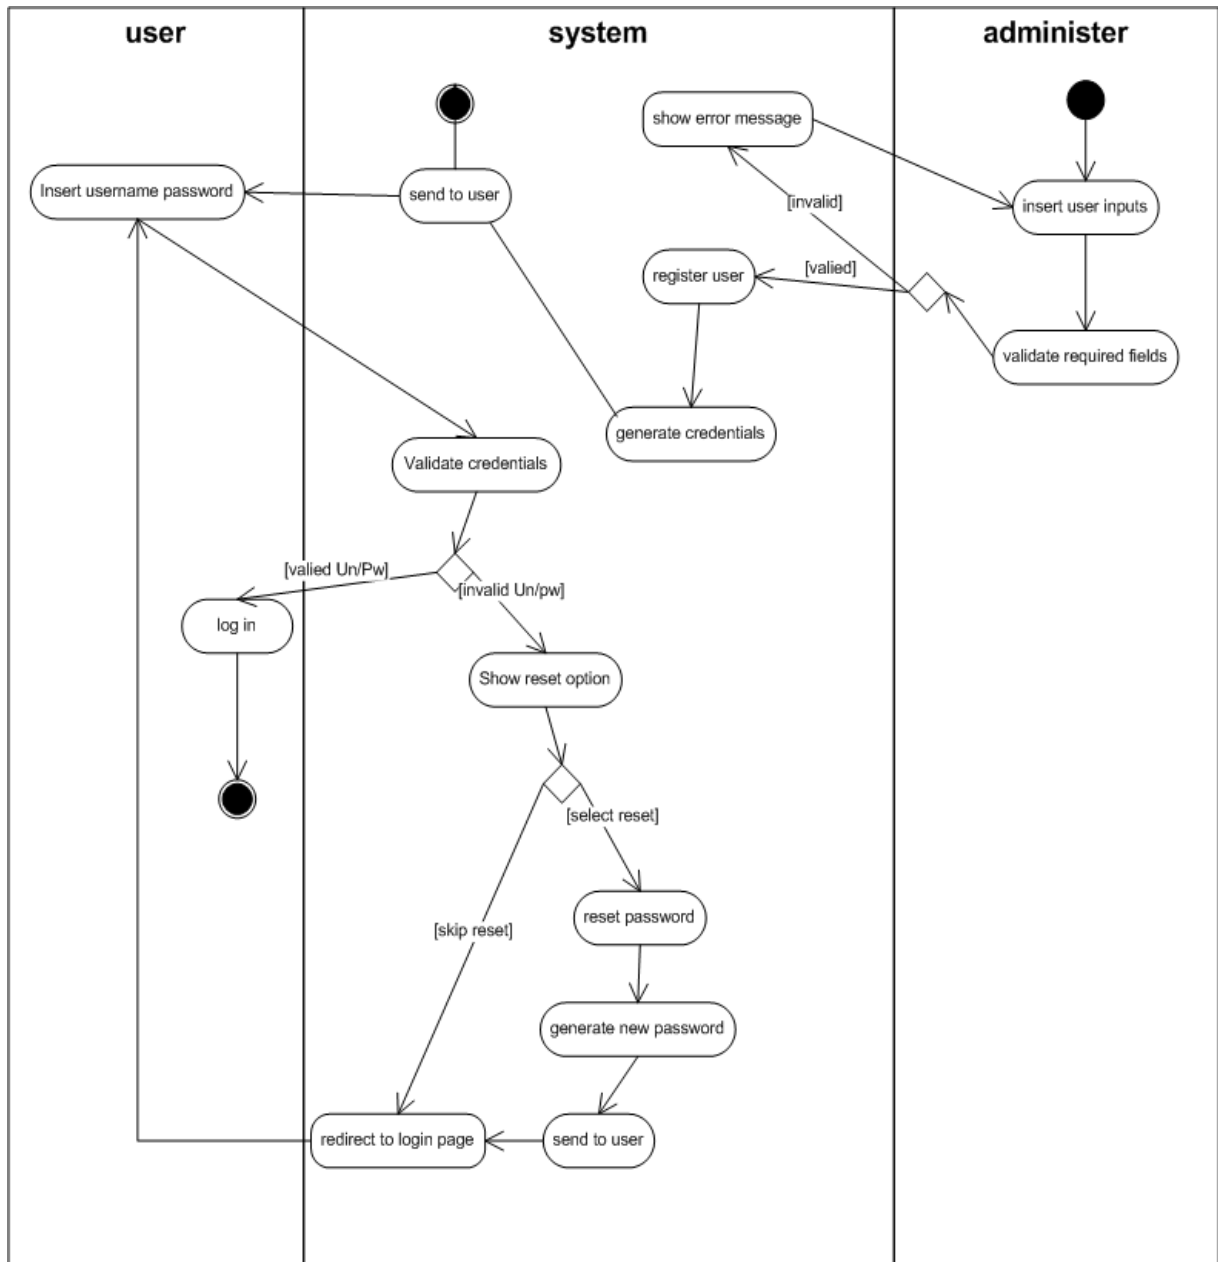 user
system
administer
show error message
Insert username password
send to user
[invalid]
insert user inputs
register user
[valied]
validate required fields
generate credentials
Validate credentials
[valied Un/Pw]
[invalid Un/pw]
log in
Show reset option
[select reset]
reset password
[skip reset]
generate new password
redirect to login page
send to user